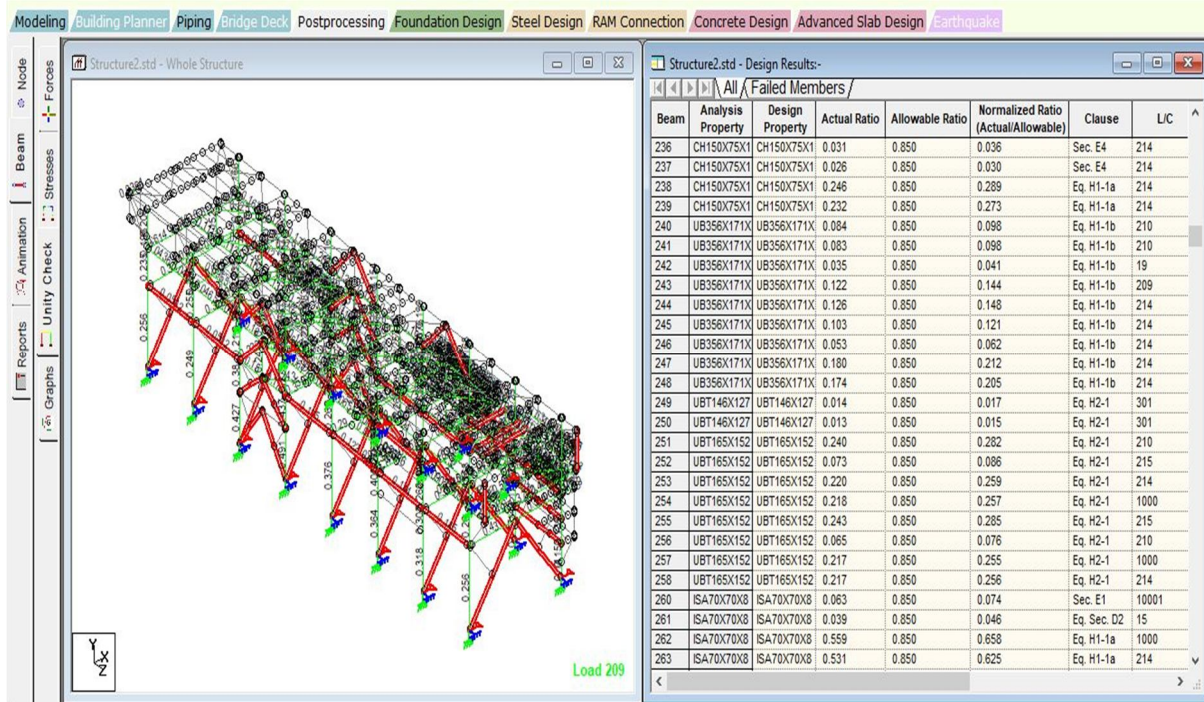 Modeling Building Planner Piping Bridge Deck Postprocessing Foundation Design Steel Design RAM Connection Concrete Design Advanced Slab Design Earthquake
Node
Beam
Animation
Reports
Forces
Stresses
Unity Check
Graphs
Structure2.std - Whole Structure
0.256
0.249
0.427
0.376
0.364
0.318
0.256
Y
X
Z
Load 209
Structure2.std - Design Results:-
All Failed Members
Beam Analysis Property Design Property Actual Ratio Allowable Ratio Normalized Ratio (Actual/Allowable) Clause L/C
236 CH150X75X1 CH150X75X1 0.031 0.850 0.036 Sec. E4 214
237 CH150X75X1 CH150X75X1 0.026 0.850 0.030 Sec. E4 214
238 CH150X75X1 CH150X75X1 0.246 0.850 0.289 Eq. H1-1a 214
239 CH150X75X1 CH150X75X1 0.232 0.850 0.273 Eq. H1-1a 214
240 UB356X171X UB356X171X 0.084 0.850 0.098 Eq. H1-1b 210
241 UB356X171X UB356X171X 0.083 0.850 0.098 Eq. H1-1b 210
242 UB356X171X UB356X171X 0.035 0.850 0.041 Eq. H1-1b 19
243 UB356X171X UB356X171X 0.122 0.850 0.144 Eq. H1-1b 209
244 UB356X171X UB356X171X 0.126 0.850 0.148 Eq. H1-1b 214
245 UB356X171X UB356X171X 0.103 0.850 0.121 Eq. H1-1b 214
246 UB356X171X UB356X171X 0.053 0.850 0.062 Eq. H1-1b 214
247 UB356X171X UB356X171X 0.180 0.850 0.212 Eq. H1-1b 214
248 UB356X171X UB356X171X 0.174 0.850 0.205 Eq. H1-1b 214
249 UBT146X127 UBT146X127 0.014 0.850 0.017 Eq. H2-1 301
250 UBT146X127 UBT146X127 0.013 0.850 0.015 Eq. H2-1 301
251 UBT165X152 UBT165X152 0.240 0.850 0.282 Eq. H2-1 210
252 UBT165X152 UBT165X152 0.073 0.850 0.086 Eq. H2-1 215
253 UBT165X152 UBT165X152 0.220 0.850 0.259 Eq. H2-1 214
254 UBT165X152 UBT165X152 0.218 0.850 0.257 Eq. H2-1 1000
255 UBT165X152 UBT165X152 0.243 0.850 0.285 Eq. H2-1 215
256 UBT165X152 UBT165X152 0.065 0.850 0.076 Eq. H2-1 210
257 UBT165X152 UBT165X152 0.217 0.850 0.255 Eq. H2-1 1000
258 UBT165X152 UBT165X152 0.217 0.850 0.256 Eq. H2-1 214
260 ISA70X70X8 ISA70X70X8 0.063 0.850 0.074 Sec. E1 10001
261 ISA70X70X8 ISA70X70X8 0.039 0.850 0.046 Eq. Sec. D2 15
262 ISA70X70X8 ISA70X70X8 0.559 0.850 0.658 Eq. H1-1a 1000
263 ISA70X70X8 ISA70X70X8 0.531 0.850 0.625 Eq. H1-1a 214